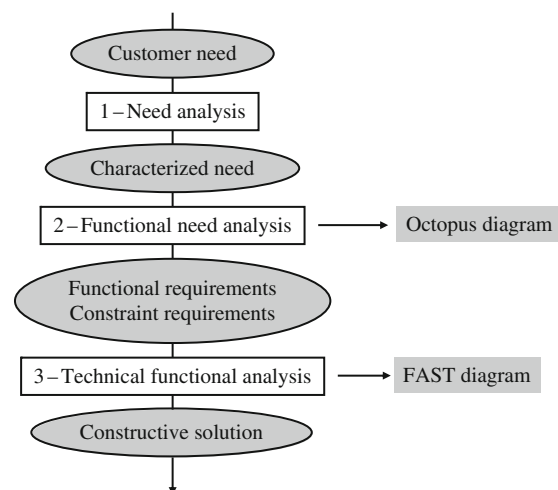 Customer need
1–Need analysis
Characterized need
2–Functional need analysis
Octopus diagram
Functional requirements
Constraint requirements
3–Technical functional analysis
FAST diagram
Constructive solution